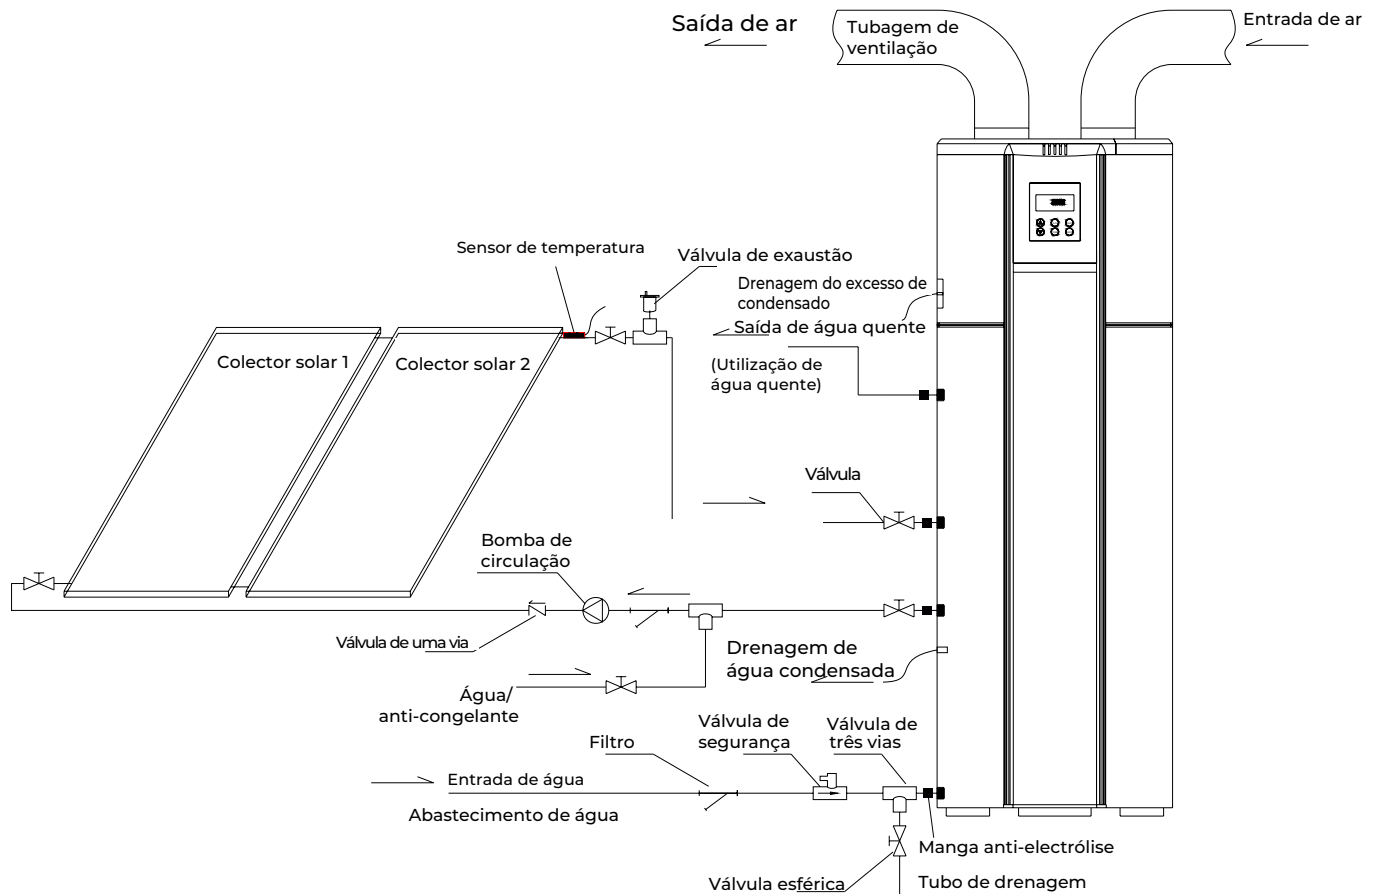 Saída de ar
Tubagem de
ventilação
Entrada de ar
Sensor de temperatura
Válvula de exaustão
Drenagem do excesso de
condensado
Saída de água quente
(Utilização de
água quente)
Colector solar 1
Colector solar 2
Válvula
Bomba de
circulação
Válvula de uma via
Drenagem de
água condensada
Água/
anti-congelante
Filtro
Válvula de
segurança
Válvula de
três vias
Entrada de água
Abastecimento de água
Manga anti-electrólise
Válvula esférica
Tubo de drenagem